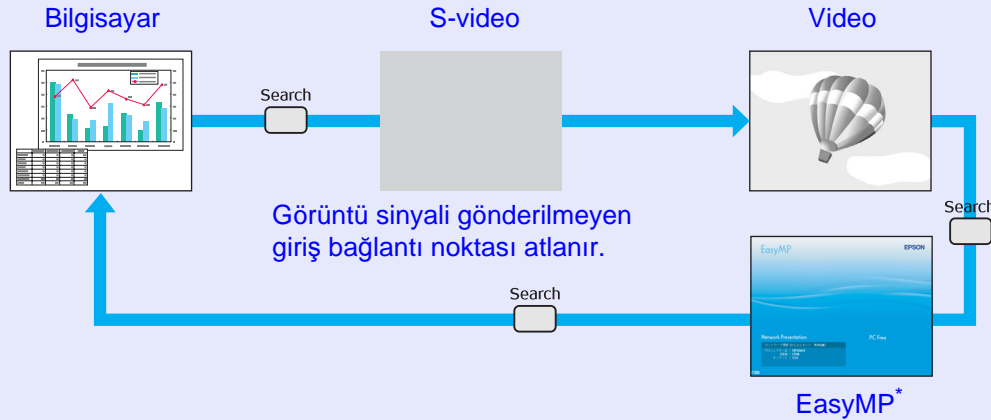 Bilgisayar
S-video
Video
Search
Görüntü sinyali gönderilmeyen
giriş bağlantı noktası atlanır.
Search
EasyMP
EPSON
Search
Network Presentation
PC Free
EasyMP*